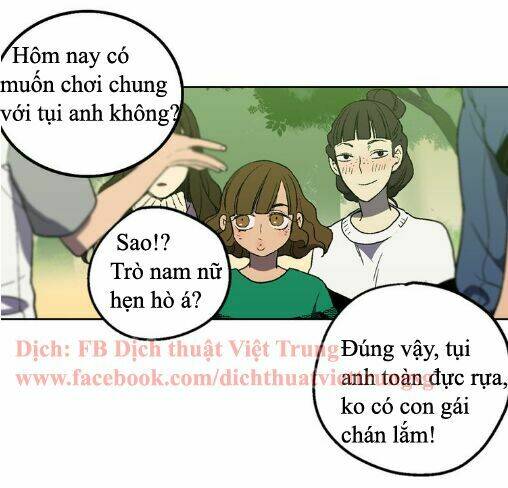 Hôm nay có
muốn chơi chung
với tụi anh không?
Sao!?
Trò nam nữ
hẹn hò á?
Dịch: FB Dịch thuật Việt Trung
www.facebook.com/dichthuatviettrungng
Đúng vậy, tụi
anh toàn đực rựa,
ko có con gái
chán lắm!